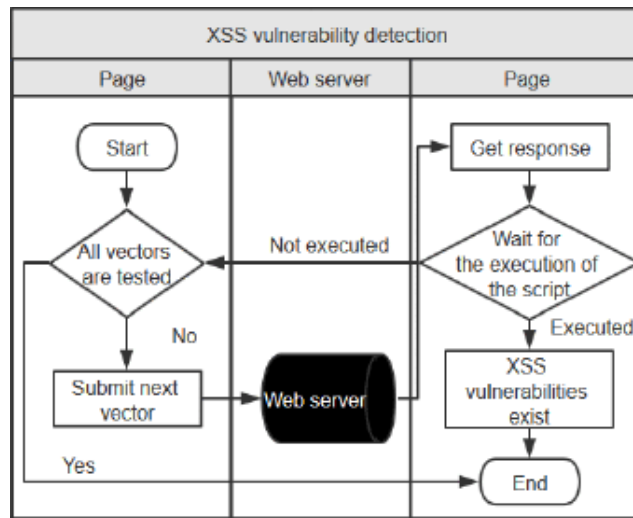 XSS vulnerability detection
Page
Web server
Page
Start
Get response
All vectors
are tested
Not executed
Wait for
the execution of
the script
No
Executed
Submit next
vector
Web server
XSS
vulnerabilities
exist
Yes
End